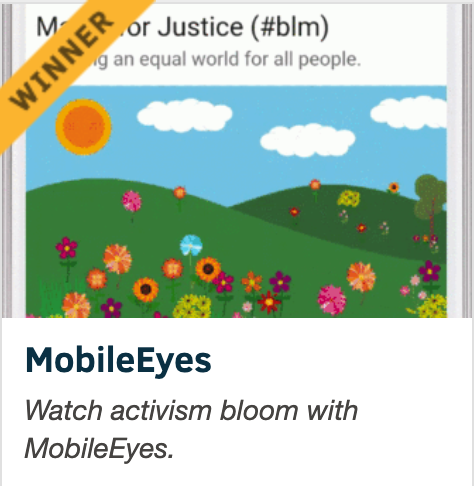 WINNER
or Justice (#blm)
g an equal world for all people.
MobileEyes
Watch activism bloom with
MobileEyes.